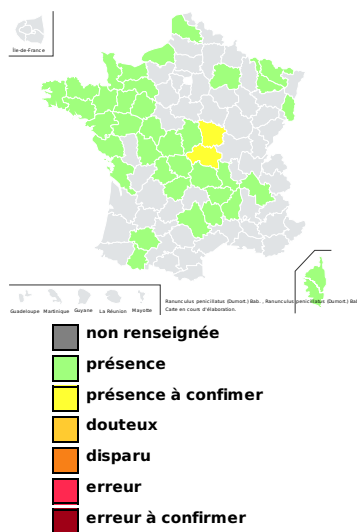 Île-de-France
Guadeloupe Martinique Guyane La Réunion Mayotte
Ranunculus penicillatus (Dumort.) Bab. , Ranunculus penicillatus (Dumort.) Bab
Carte en cours d'élaboration.
non renseignée
présence
présence à confimer
douteux
disparu
erreur
erreur à confirmer